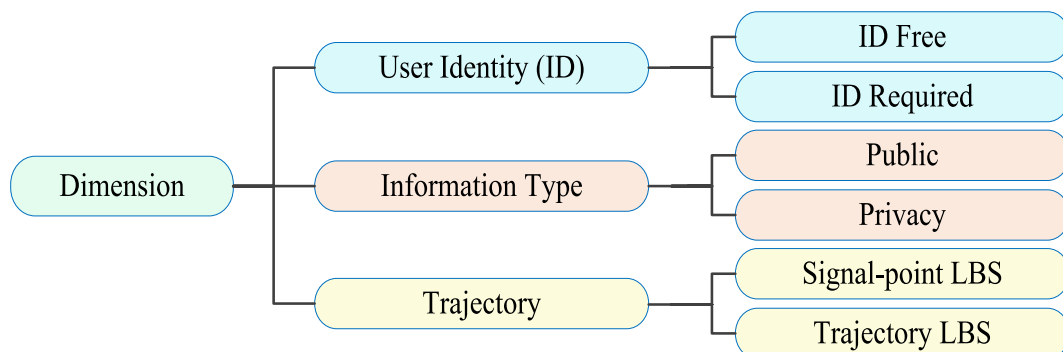 Dimension
User Identity (ID)
ID Free
ID Required
Information Type
Public
Privacy
Trajectory
Signal-point LBS
Trajectory LBS